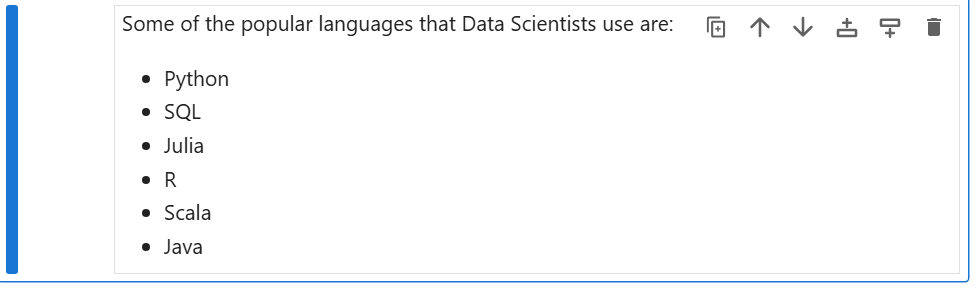 Some of the popular languages that Data Scientists use are:
Python
SQL
Julia
R
Scala
Java